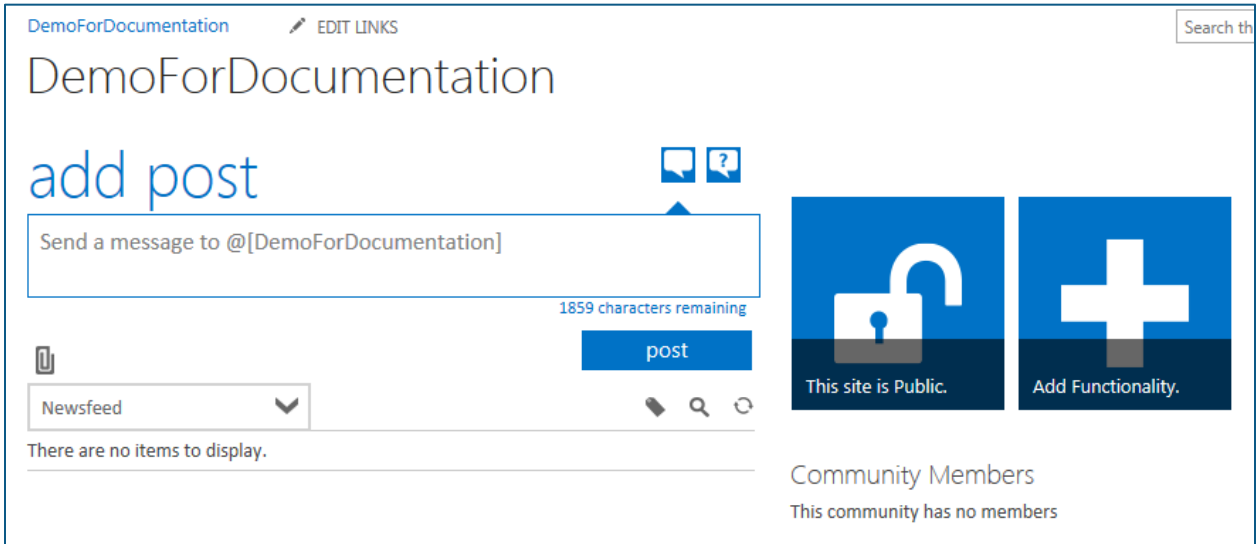 DemoForDocumentation EDIT LINKS Search th
DemoForDocumentation
add post
?
Send a message to @[DemoForDocumentation]
1859 characters remaining
post
Newsfeed
There are no items to display.
This site is Public.
Add Functionality.
Community Members
This community has no members